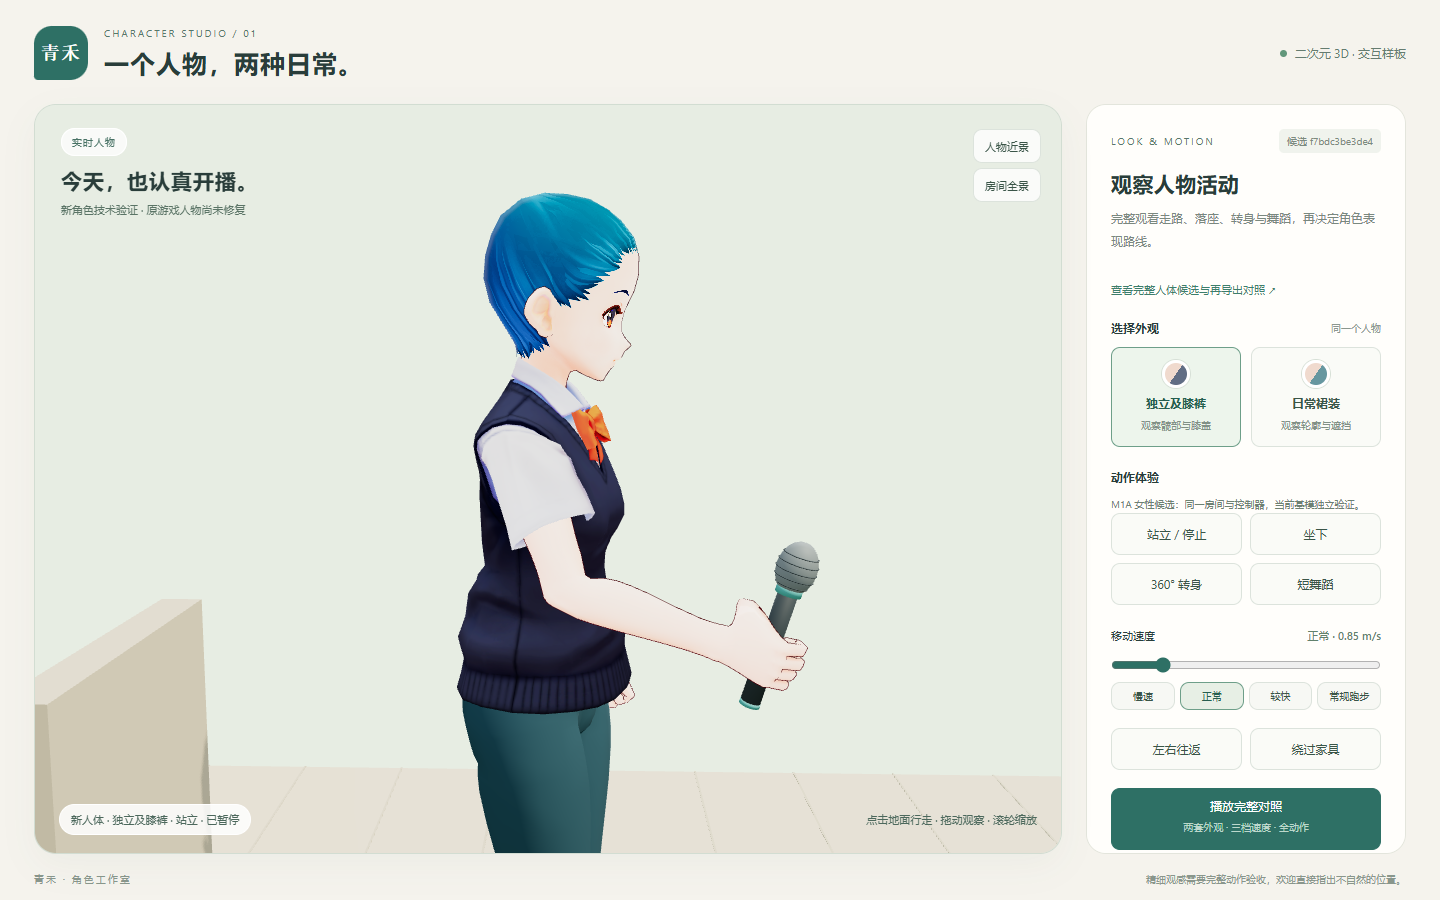 青禾
CHARACTER STUDIO / 01
一个人物，两种日常。
二次元 3D · 交互样板
实时人物
今天，也认真开播。
新角色技术验证 · 原游戏人物尚未修复
人物近景
房间全景
新人体 · 独立及膝裤 · 站立 · 已暂停
点击地面行走 · 拖动观察 · 滚轮缩放
LOOK & MOTION
候选 f7bdc3be3de4
观察人物活动
完整观看走路、落座、转身与舞蹈，再决定角色表
现路线。
查看完整人体候选与再导出对照 ↗
选择外观
同一个人物
独立及膝裤
观察髋部与膝盖
日常裙装
观察轮廓与遮挡
动作体验
M1A 女性候选：同一房间与控制器，当前基模独立验证。
站立 / 停止
坐下
360° 转身
短舞蹈
移动速度
正常 · 0.85 m/s
慢速
正常
较快
常规跑步
左右往返
绕过家具
播放完整对照
两套外观 · 三档速度 · 全动作
青禾 · 角色工作室
精细观感需要完整动作验收，欢迎直接指出不自然的位置。